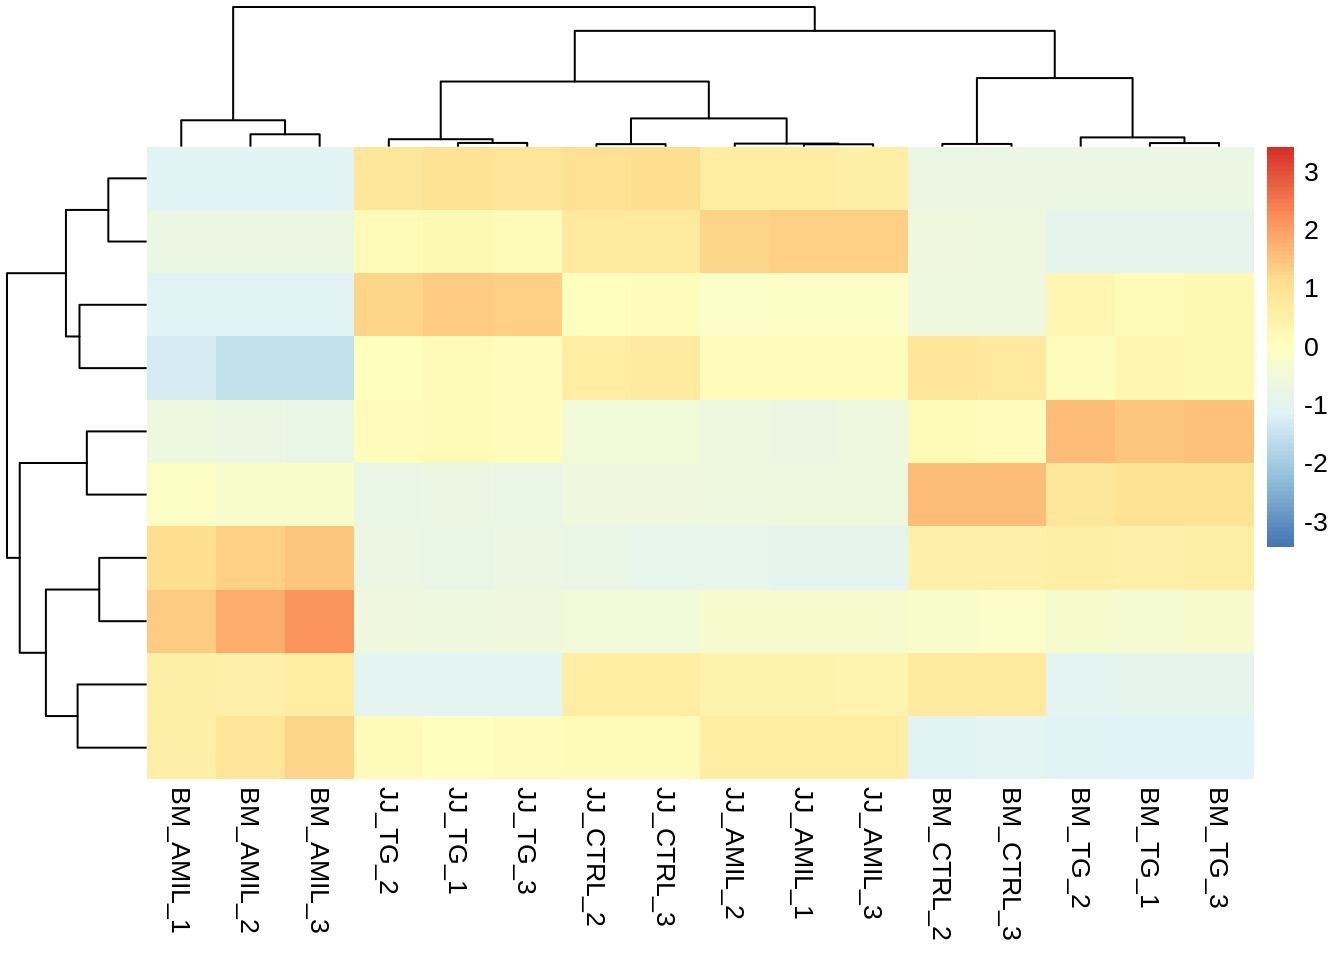 3
2
1
0
-1
-2
-3
BM_AMIL_1
BM_AMIL_2
BM_AMIL_3
JJ_TG_2
JJ_TG_1
JJ_TG_3
JJ_CTRL_2
JJ_CTRL_3
JJ_AMIL_2
JJ_AMIL_1
JJ_AMIL_3
BM_CTRL_2
BM_CTRL_3
BM_TG_2
BM_TG_1
BM_TG_3